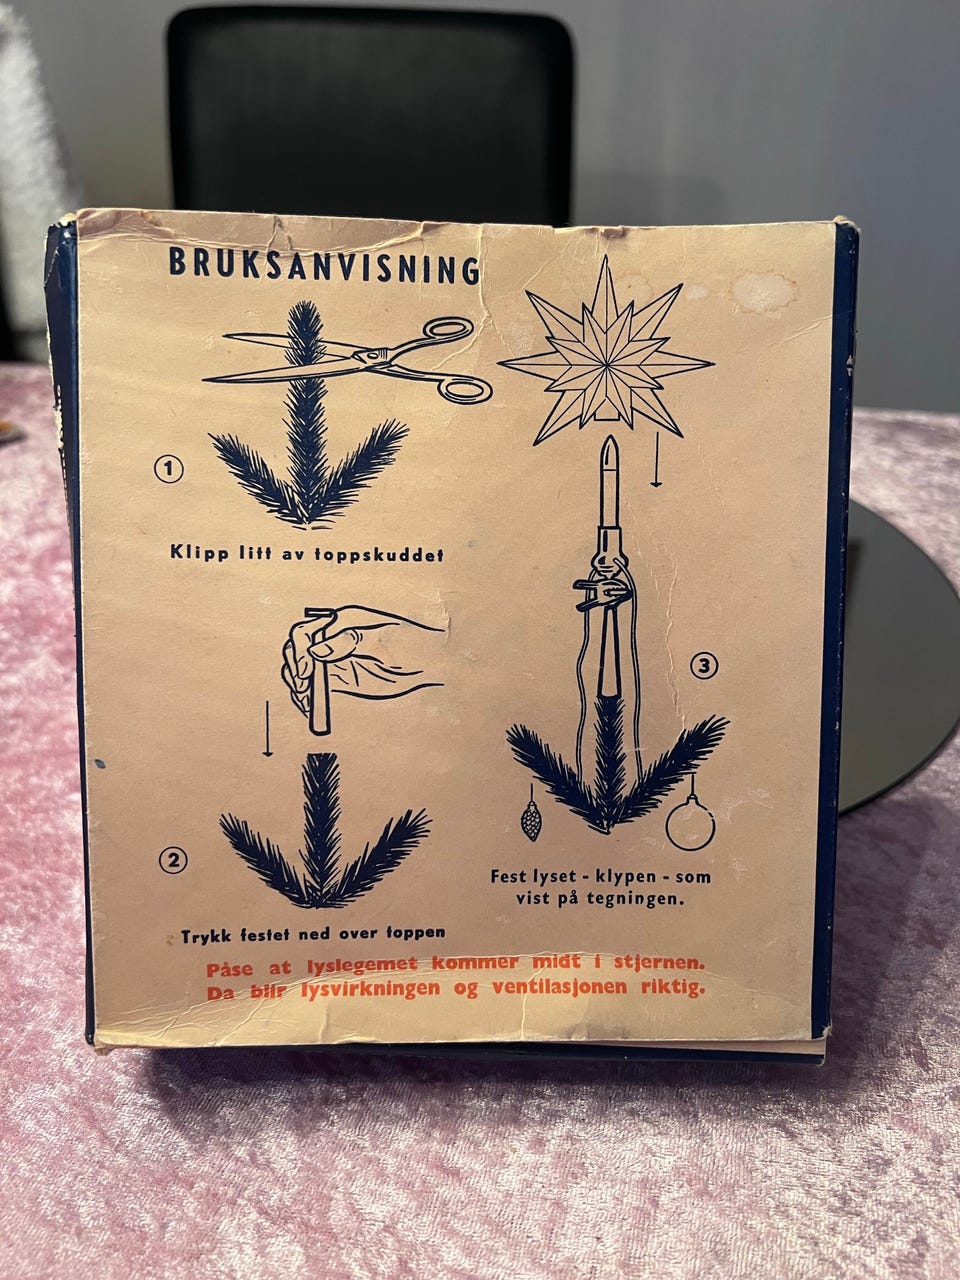 BRUKSANVISNING
1
Klipp litt av toppskuddet
2
Trykk festet ned over toppen
3
Fest lyset - klypen - som
vist på tegningen.
Påse at lyslegemet kommer midt i stjernen.
Da blir lysvirkningen og ventilasjonen riktig.